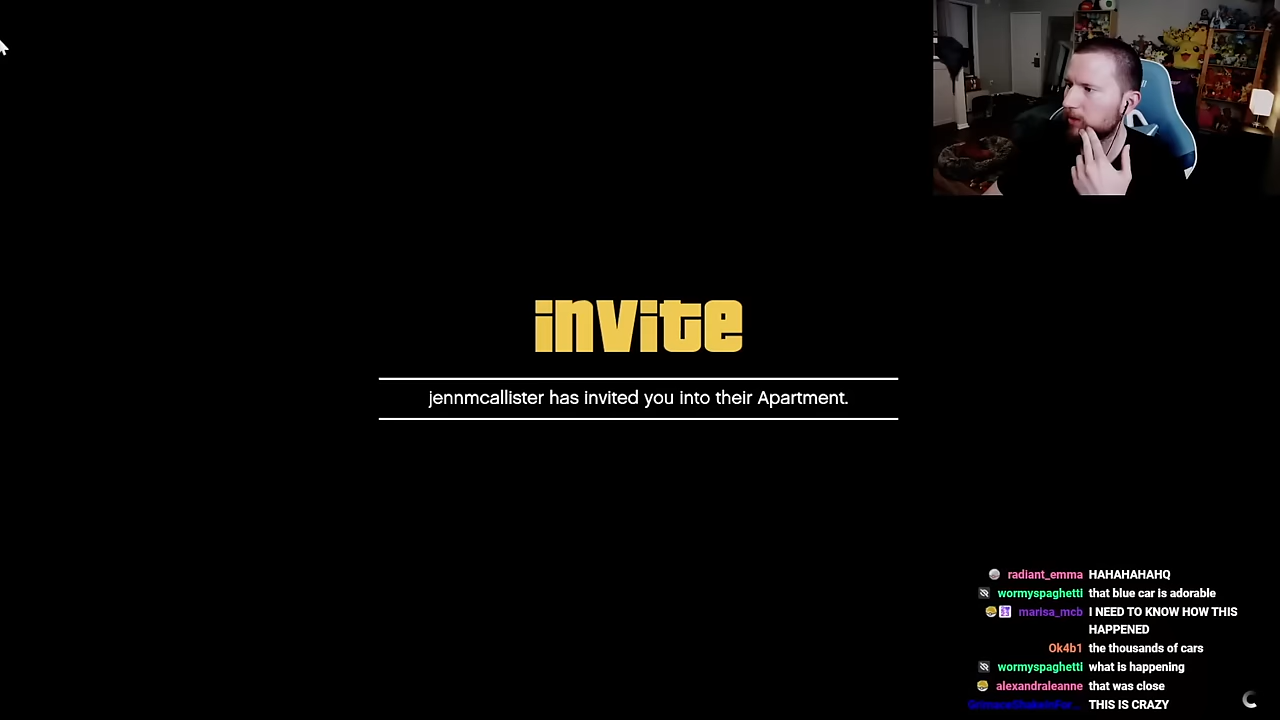 invite
jennmcallister has invited you into their Apartment.
radiant_emma HAHAHAHAHQ
wormyspaghetti that blue car is adorable
marisa_mcb I NEED TO KNOW HOW THIS
HAPPENED
Ok4b1 the thousands of cars
wormyspaghetti what is happening
alexandraleanne that was close
THIS IS CRAZY